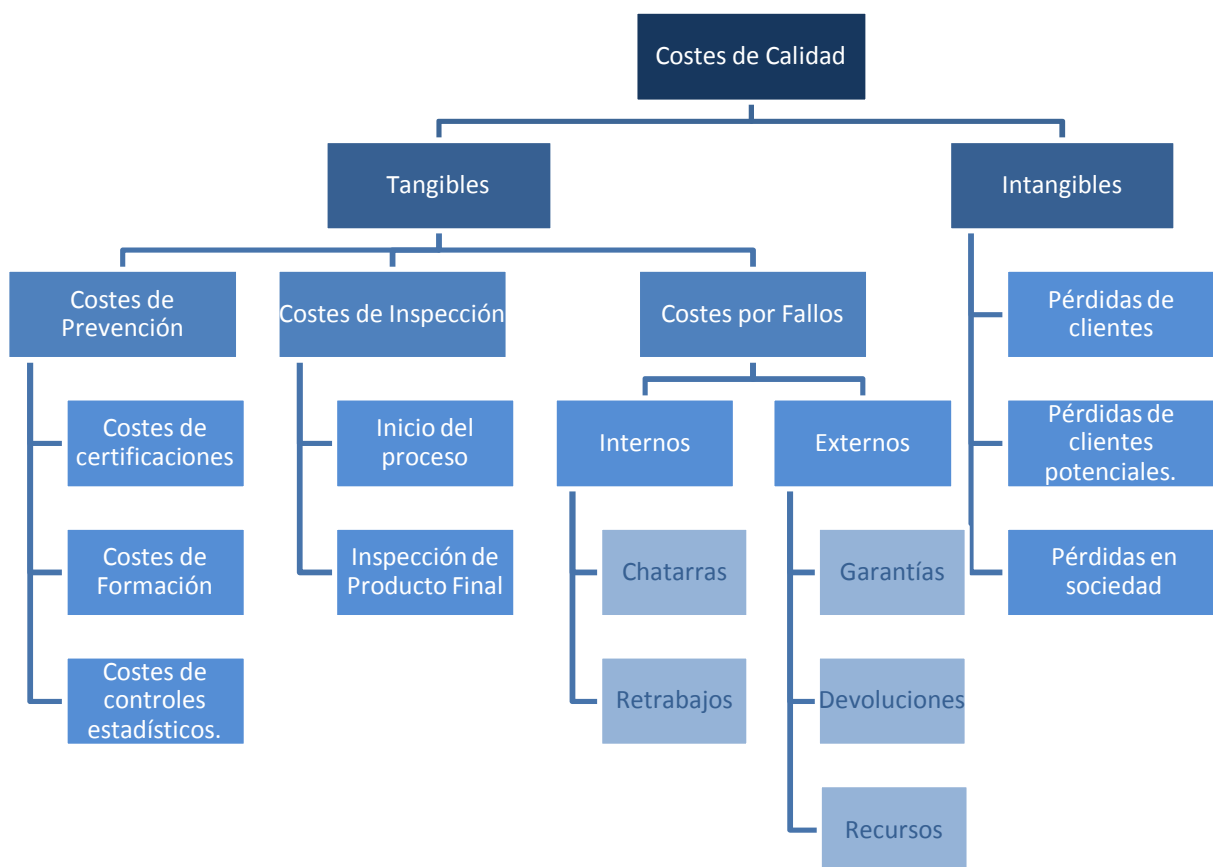 Costes de Calidad
Tangibles
Intangibles
Costes de
Prevención
Costes de Inspección
Costes por Fallos
Pérdidas de
clientes
Costes de
certificaciones
Inicio del
proceso
Internos
Externos
Pérdidas de
clientes
potenciales.
Costes de
Formación
Inspección de
Producto Final
Chatarras
Garantías
Pérdidas en
sociedad
Costes de
controles
estadísticos.
Retrabajos
Devoluciones
Recursos